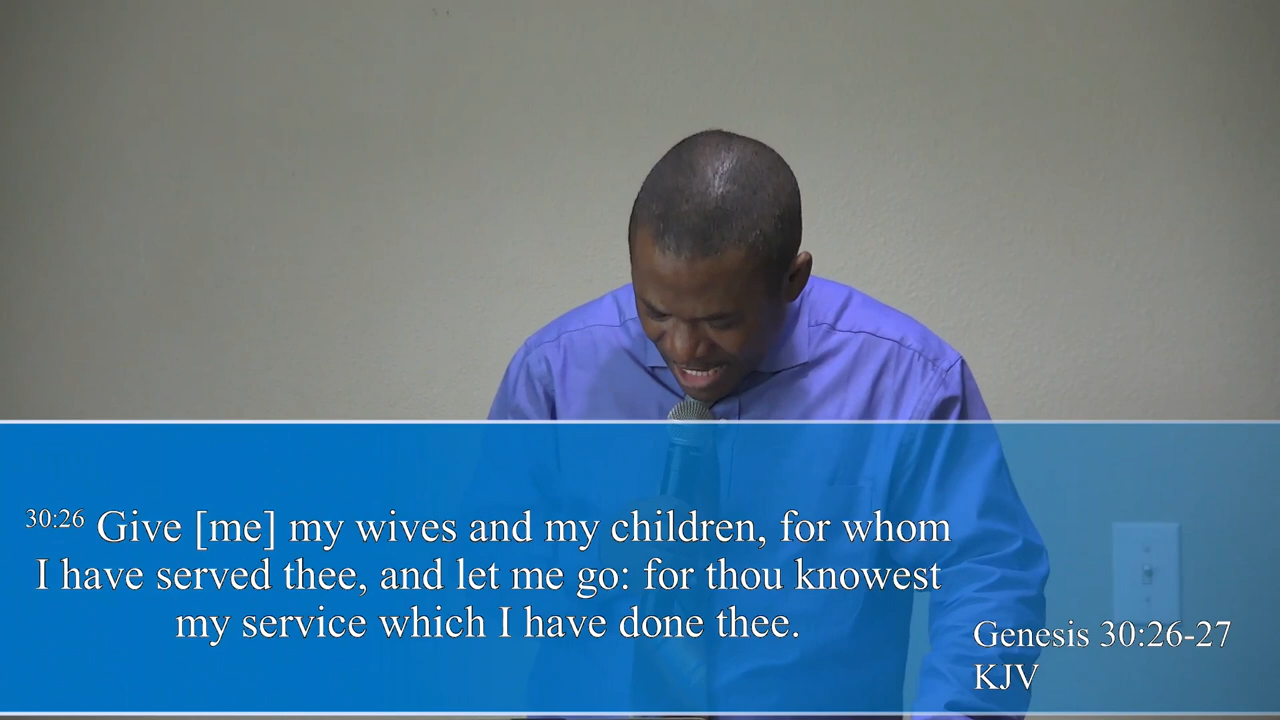 30:26 Give [me] my wives and my children, for whom
I have served thee, and let me go: for thou knowest
my service which I have done thee.
Genesis 30:26-27
KJV